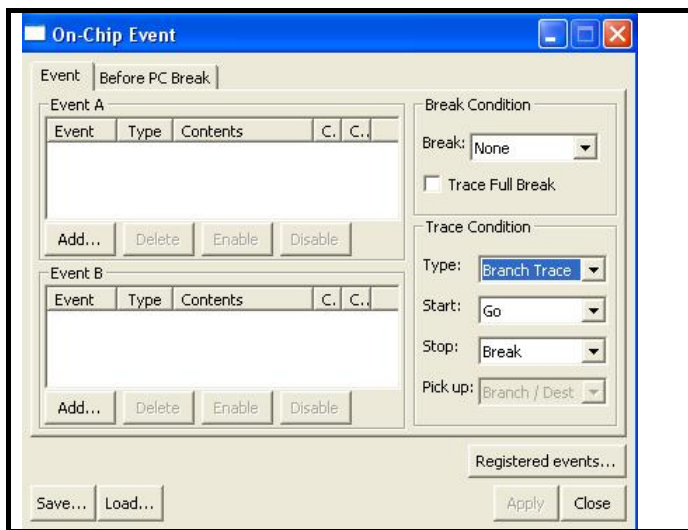 On-Chip Event
Event Before PC Break
Event A
Event Type Contents C. C..
Add... Delete Enable Disable
Event B
Event Type Contents C. C..
Add... Delete Enable Disable
Break Condition
Break: None
Trace Full Break
Trace Condition
Type: Branch Trace
Start: Go
Stop: Break
Pick up: Branch / Dest
Registered events...
Save... Load... Apply Close